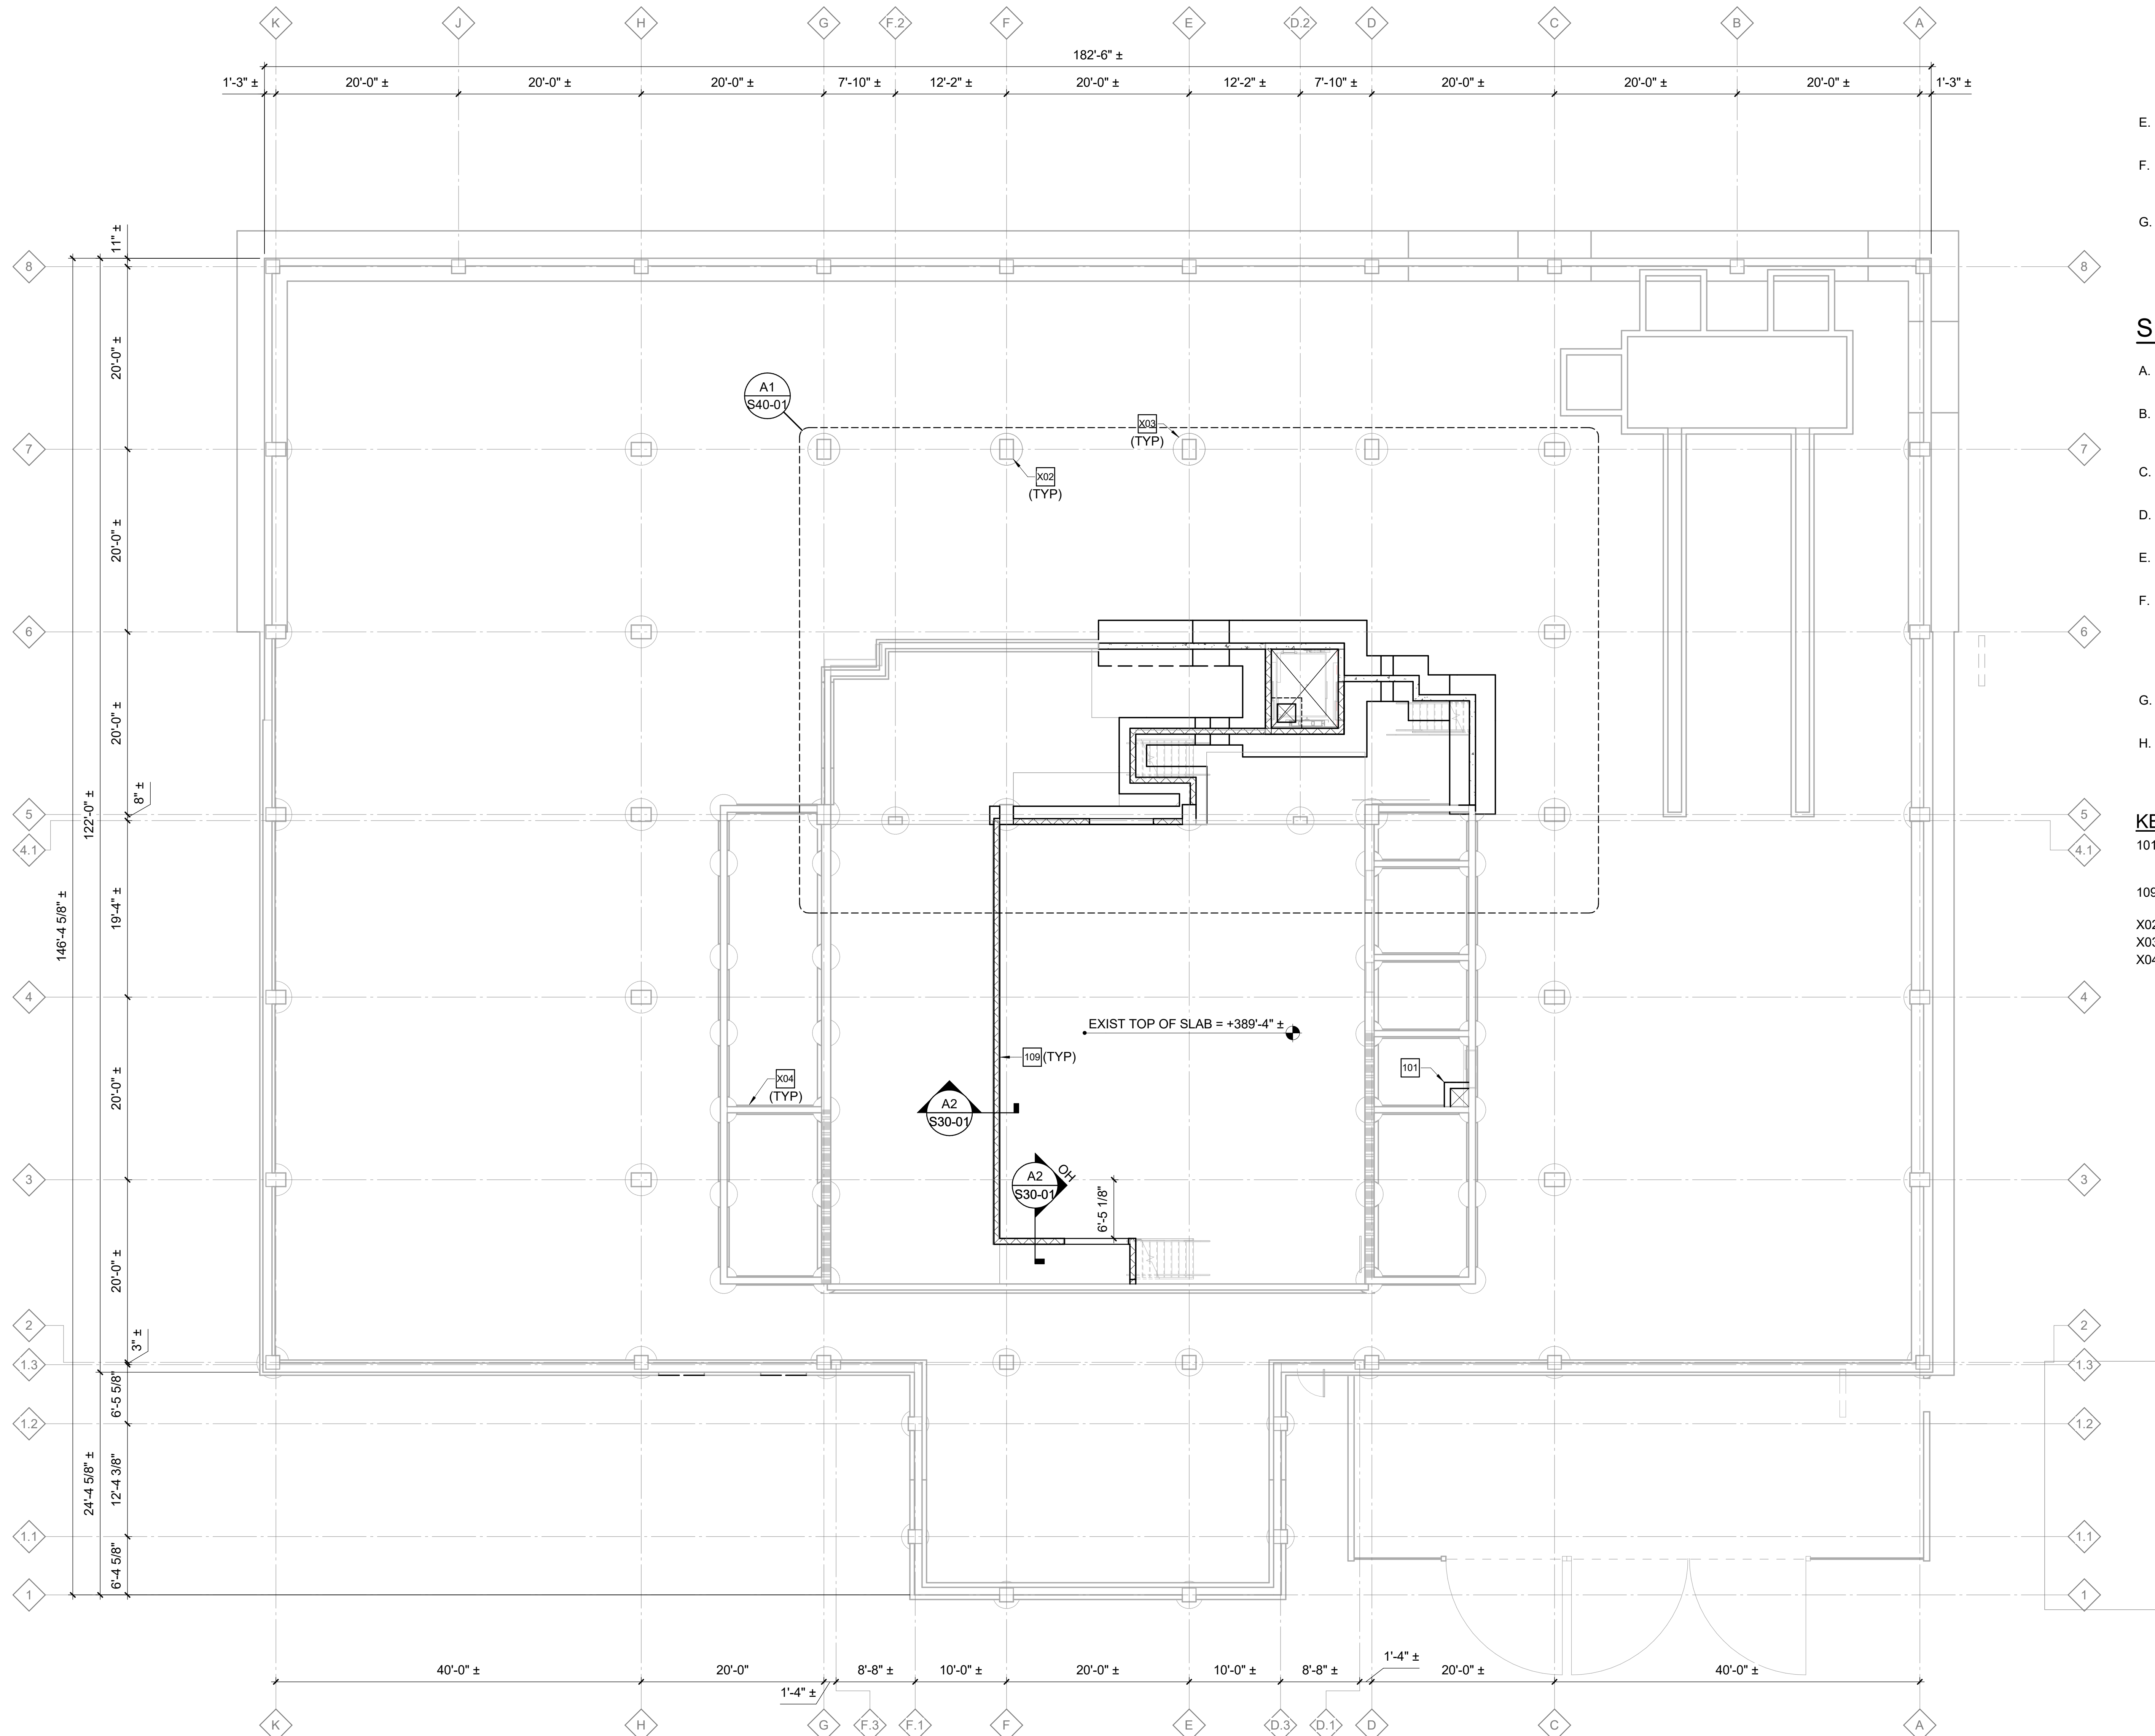 K J H G F.2 F E D.2 D C B A
182'-6" ±
1'-3" ± 20'-0" ± 20'-0" ± 20'-0" ± 7'-10" ± 12'-2" ± 20'-0" ± 12'-2" ± 7'-10" ± 20'-0" ± 20'-0" ± 20'-0" ± 1'-3" ±
E.
F.
G.
11" ±
8 8
S
20'-0" ±
A.
A1
S40-01
B.
X03
(TYP)
7 7
X02
(TYP)
C.
D.
20'-0" ±
E.
F.
6 6
G.
20'-0" ±
H.
8" ±
122'-0" ±
5 5
KE
101
4.1 4.1
109
19'-4" ±
146'-4 5/8" ±
X02
X03
X04
4 4
EXIST TOP OF SLAB = +389'-4" ±
109 (TYP)
101
X04
(TYP)
20'-0" ±
A2
S30-01
OH
A2
S30-01
3 3
6'-5 1/8"
20'-0" ±
2 2
3" ±
1.3 1.3
6'-5 5/8"
1.2 1.2
24'-4 5/8" ±
12'-4 3/8"
1.1 1.1
6'-4 5/8"
1 1
40'-0" ± 20'-0" 8'-8" ± 10'-0" ± 20'-0" ± 10'-0" ± 8'-8" ± 1'-4" ± 20'-0" ± 40'-0" ±
1'-4" ±
K H G F.3 F.1 F E D.3 D.1 D C A